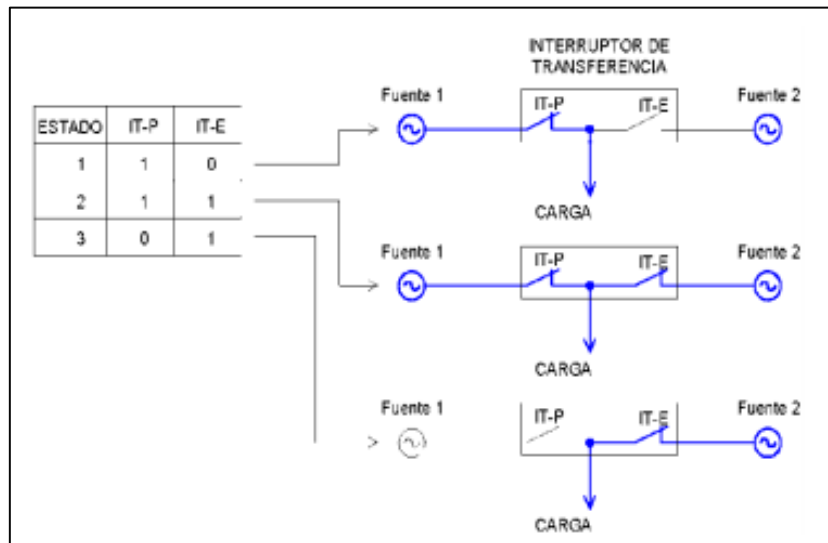 INTERRUPTOR DE
TRANSFERENCIA
Fuente 1
IT-P
IT-E
Fuente 2
CARGA
ESTADO IT-P IT-E
1 1 0
2 1 1
3 0 1
Fuente 1
IT-P
IT-E
Fuente 2
CARGA
Fuente 1
IT-P
IT-E
Fuente 2
CARGA